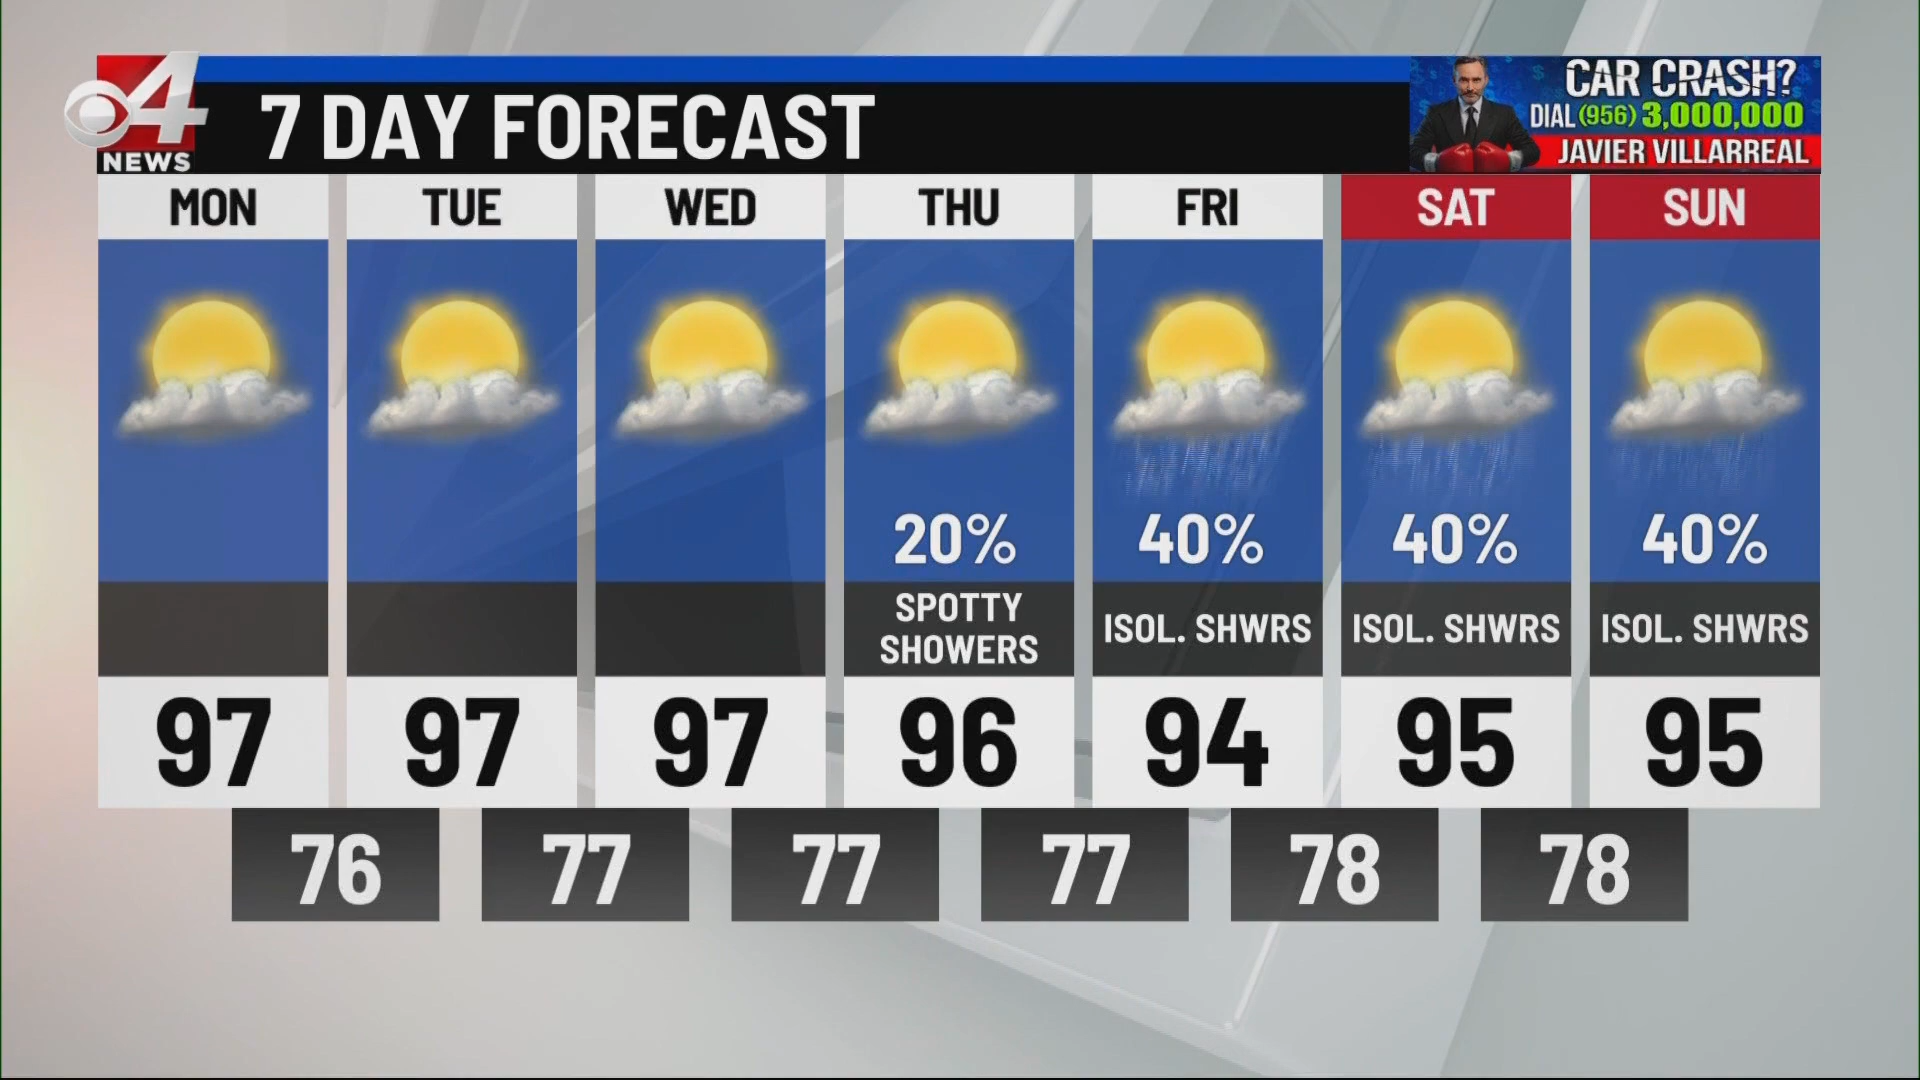 4
NEWS
7 DAY FORECAST
CAR CRASH?
DIAL (956) 3,000,000
JAVIER VILLARREAL
MON TUE WED THU FRI SAT SUN
20% 40% 40% 40%
SPOTTY
SHOWERS
ISOL. SHWRS ISOL. SHWRS ISOL. SHWRS
97 97 97 96 94 95 95
76 77 77 77 78 78